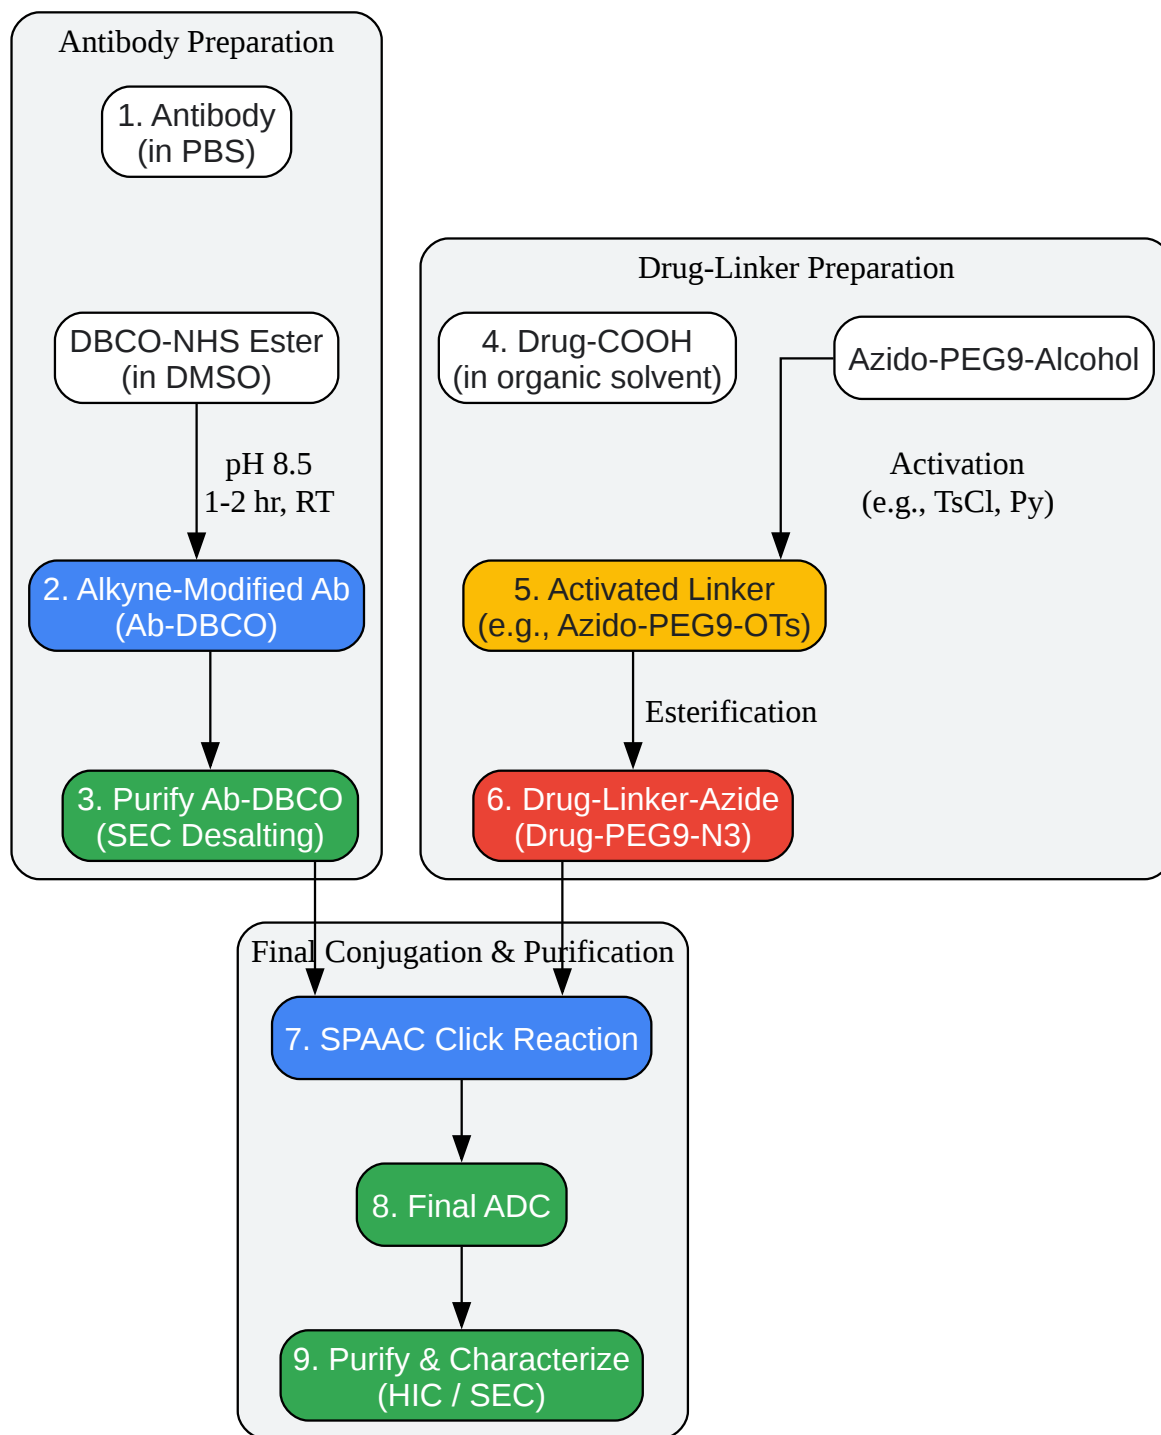 Antibody Preparation
1. Antibody
(in PBS)
DBCO-NHS Ester
(in DMSO)
pH 8.5
1-2 hr, RT
2. Alkyne-Modified Ab
(Ab-DBCO)
3. Purify Ab-DBCO
(SEC Desalting)
Drug-Linker Preparation
4. Drug-COOH
(in organic solvent)
Azido-PEG9-Alcohol
Activation
(e.g., TsCl, Py)
5. Activated Linker
(e.g., Azido-PEG9-OTs)
Esterification
6. Drug-Linker-Azide
(Drug-PEG9-N3)
Final Conjugation & Purification
7. SPAAC Click Reaction
8. Final ADC
9. Purify & Characterize
(HIC / SEC)